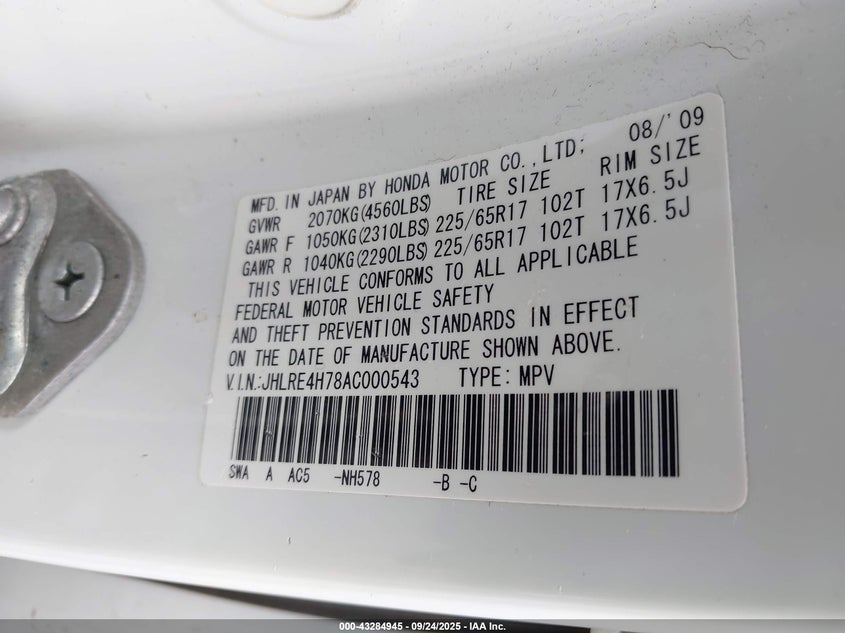 MFD. IN JAPAN BY HONDA MOTOR CO.,LTD; 08/'09
GVWR 2070KG(4560LBS) TIRE SIZE RIM SIZE
GAWR F 1050KG(2310LBS) 225/65R17 102T 17X6.5J
GAWR R 1040KG(2290LBS) 225/65R17 102T 17X6.5J
THIS VEHICLE CONFORMS TO ALL APPLICABLE
FEDERAL MOTOR VEHICLE SAFETY
AND THEFT PREVENTION STANDARDS IN EFFECT
ON THE DATE OF MANUFACTURE SHOWN ABOVE.
V.I.N.:JHLRE4H78AC000543 TYPE: MPV
SWA A AC5 -NH578 -B -C
000-43284945 - 09/24/2025 - IAA Inc.